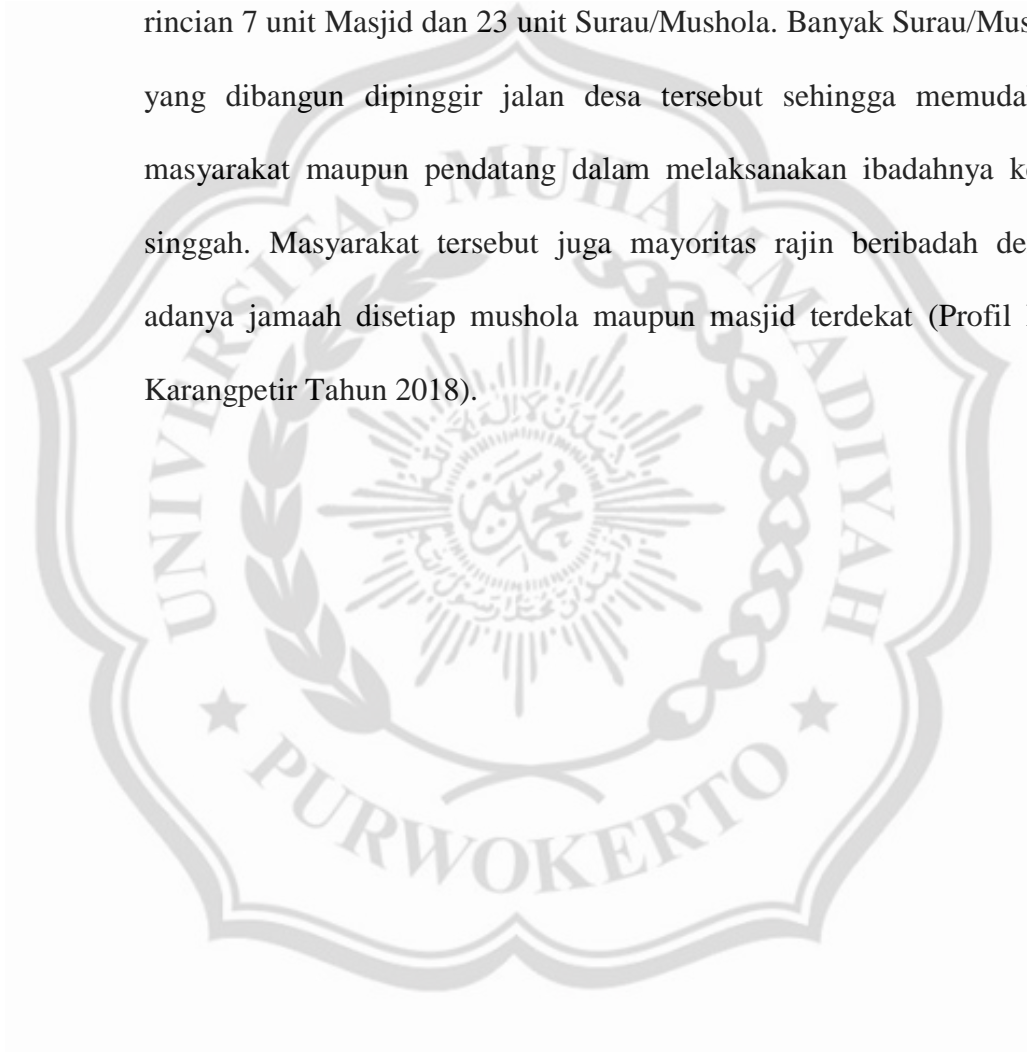 rincian 7 unit Masjid dan 23 unit Surau/Mushola. Banyak Surau/Mus
yang dibangun dipinggir jalan desa tersebut sehingga memuda
masyarakat maupun pendatang dalam melaksanakan ibadahnya k
singgah. Masyarakat tersebut juga mayoritas rajin beribadah de
adanya jamaah disetiap mushola maupun masjid terdekat (Profil
Karangpetir Tahun 2018).
UNIVERSITAS MUHAMMADIYAH
PURWOKERTO